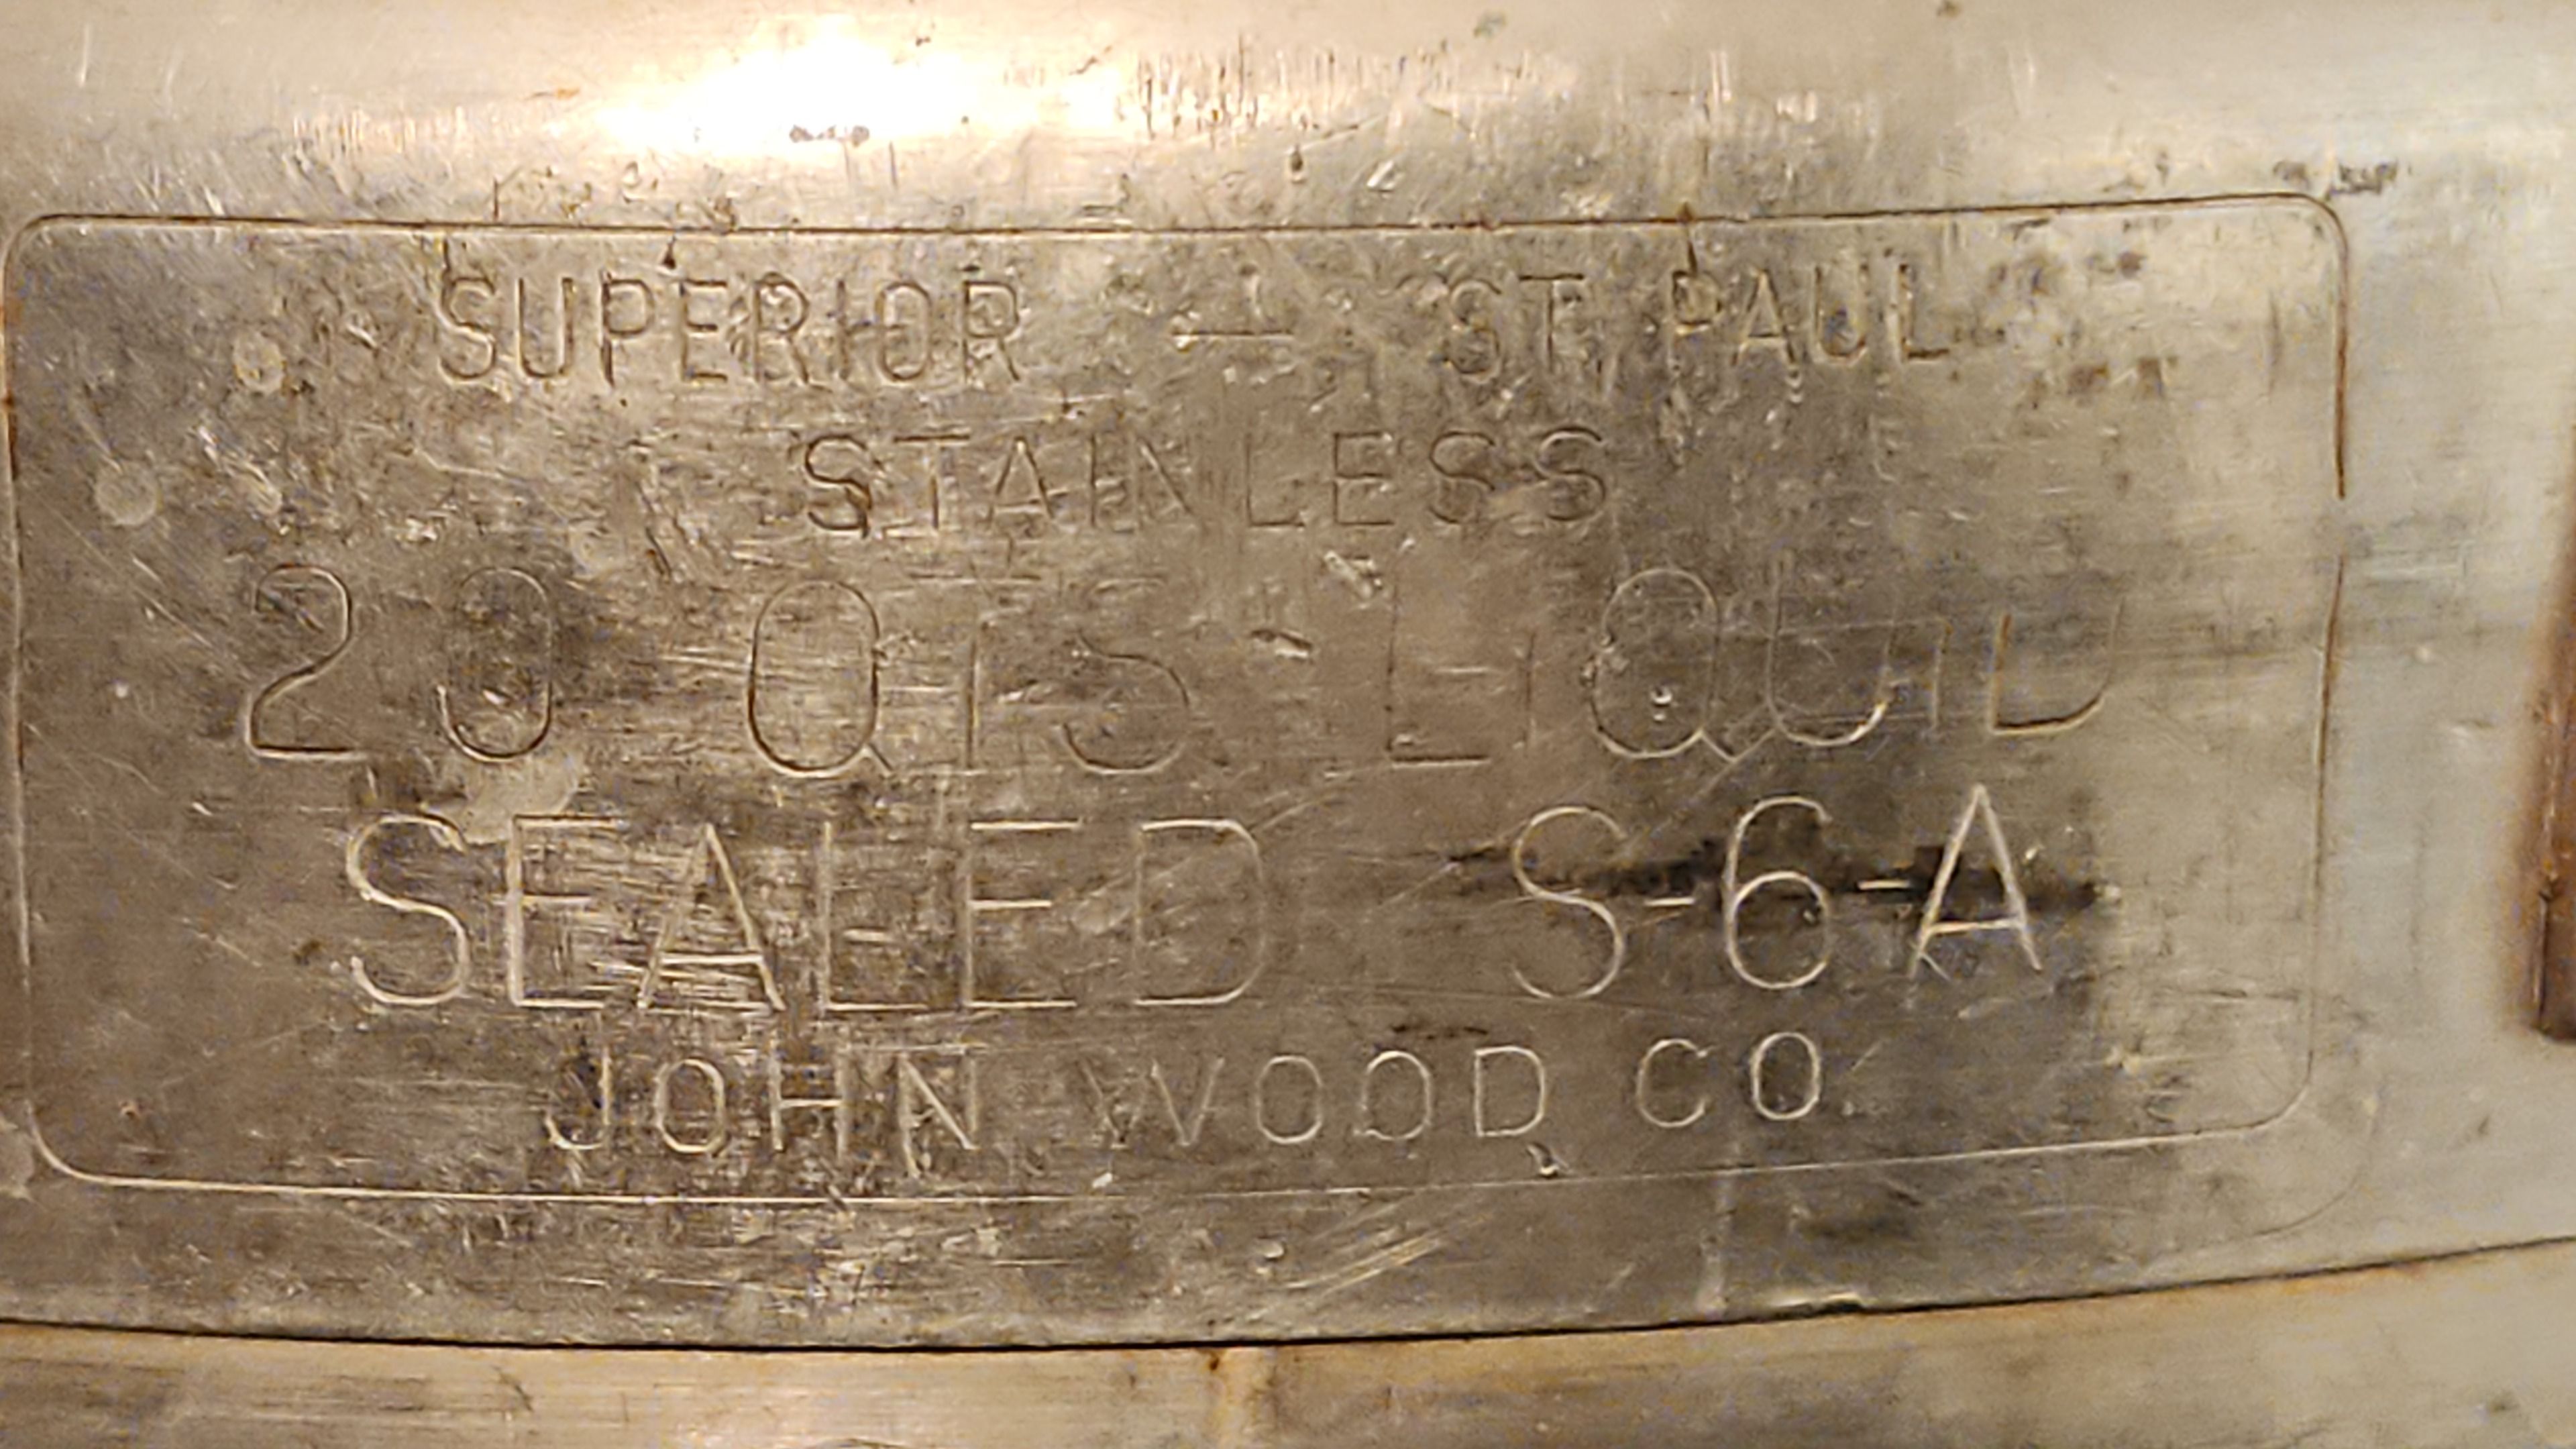 SUPERIOR — ST. PAUL
STAINLESS
20 QTS LIQUID
SEALED S-6-A
JOHN WOOD CO.